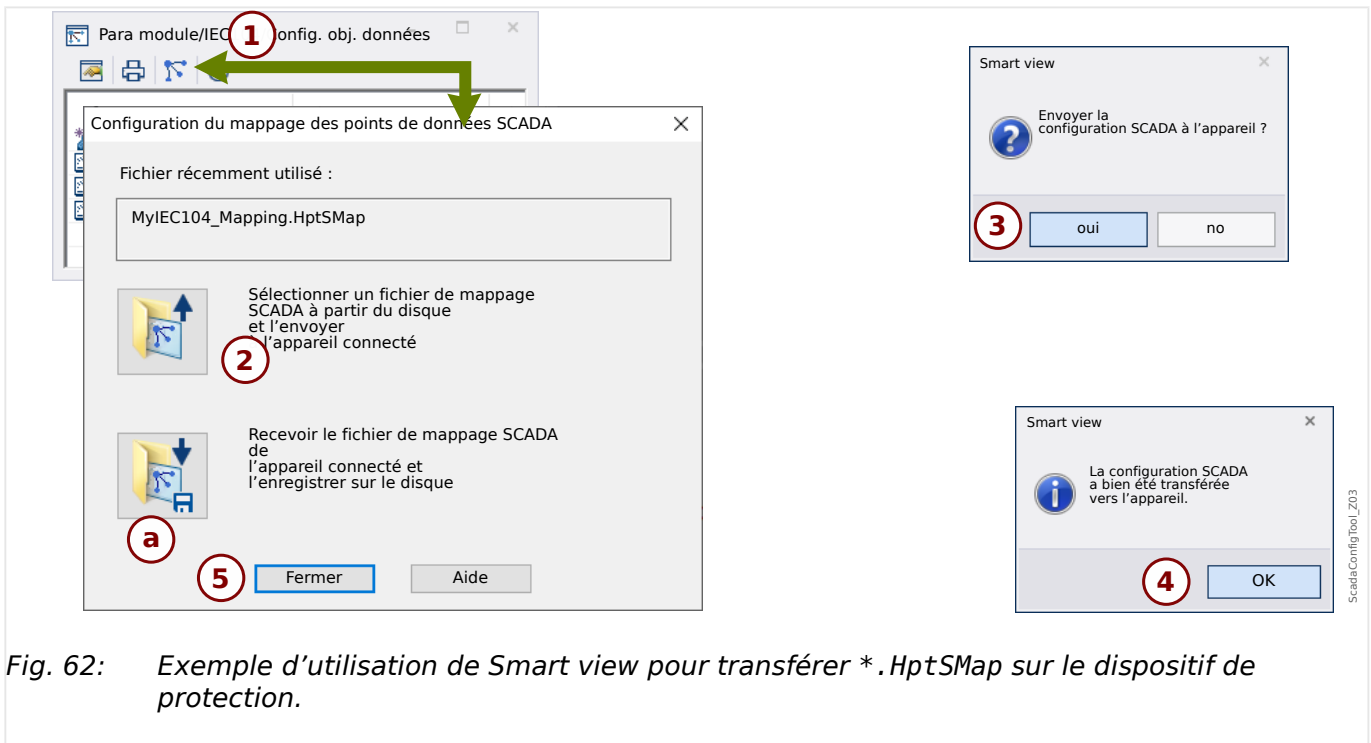 Para module/IEC
1
onfig. obj. données
Configuration du mappage des points de données SCADA
Fichier récemment utilisé :
MyIEC104_Mapping.HptSMap
Sélectionner un fichier de mappage
SCADA à partir du disque
et l’envoyer
l’appareil connecté
2
Recevoir le fichier de mappage SCADA
de
l’appareil connecté et
l’enregistrer sur le disque
a
5
Fermer
Aide
Smart view
Envoyer la
configuration SCADA à l’appareil ?
3
oui
no
Smart view
La configuration SCADA
a bien été transférée
vers l’appareil.
4
OK
ScadaConfigTool_Z03
Fig. 62: Exemple d’utilisation de Smart view pour transférer *.HptSMap sur le dispositif de
protection.